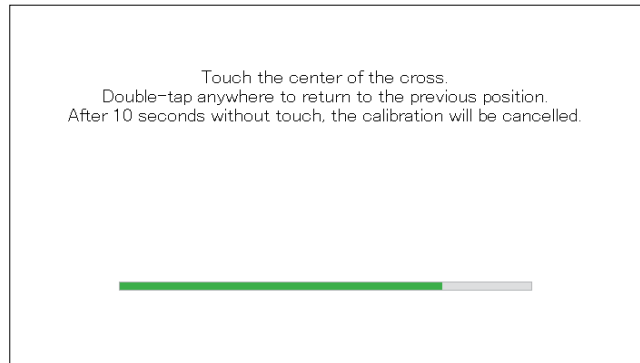 Touch the center of the cross.
Double-tap anywhere to return to the previous position.
After 10 seconds without touch, the calibration will be cancelled.